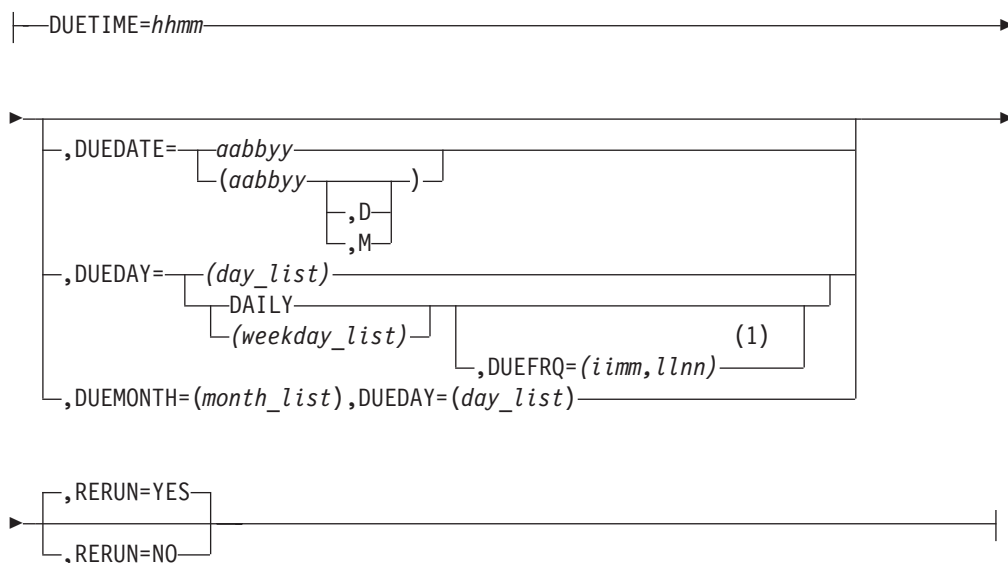 DUETIME=hhmm
,DUEDATE= aabbyy
(aabbyy )
,D
,M
,DUEDAY= (day_list)
DAILY
(weekday_list) (1)
,DUEFRQ=(iimm,llnn)
,DUEMONTH=(month_list),DUEDAY=(day_list)
,RERUN=YES
,RERUN=NO